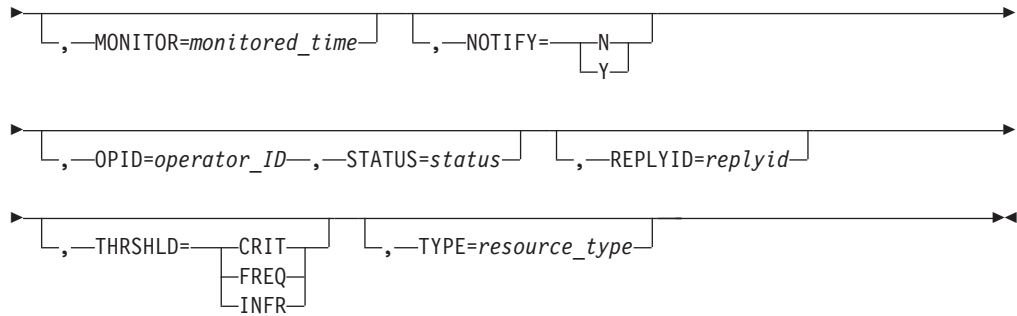 ,—MONITOR=monitored_time ,—NOTIFY= N
Y
,—OPID=operator_ID—,—STATUS=status ,—REPLYID=replyid
,—THRSHLD= CRIT ,—TYPE=resource_type
FREQ
INFR